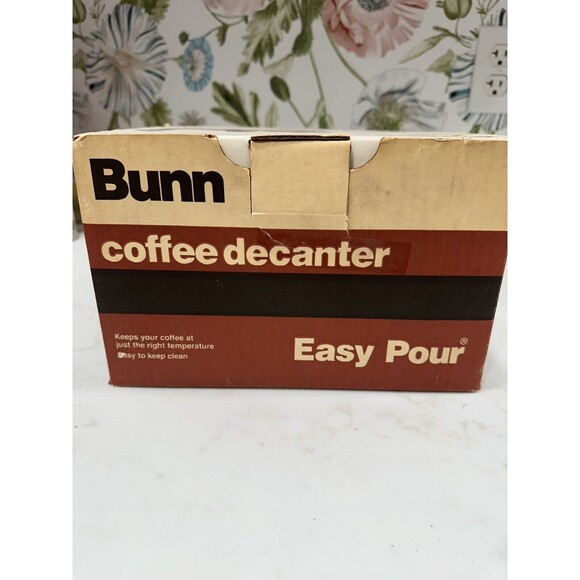 Bunn
coffee decanter
Keeps your coffee at
just the right temperature
Easy to keep clean
Easy Pour®